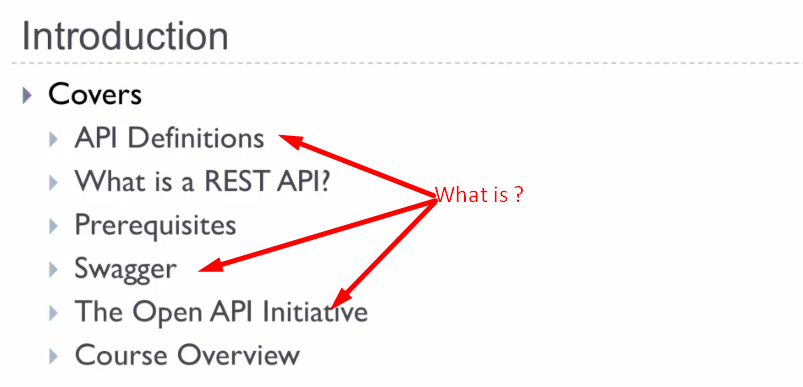 Introduction
Covers
API Definitions
What is a REST API?
What is ?
Prerequisites
Swagger
The Open API Initiative
Course Overview